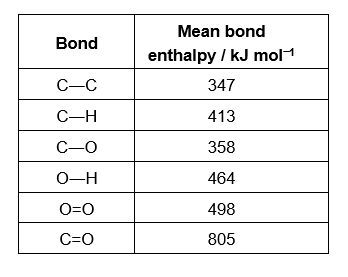 Bond
Mean bond
enthalpy / kJ mol⁻¹
C—C 347
C—H 413
C—O 358
O—H 464
O=O 498
C=O 805